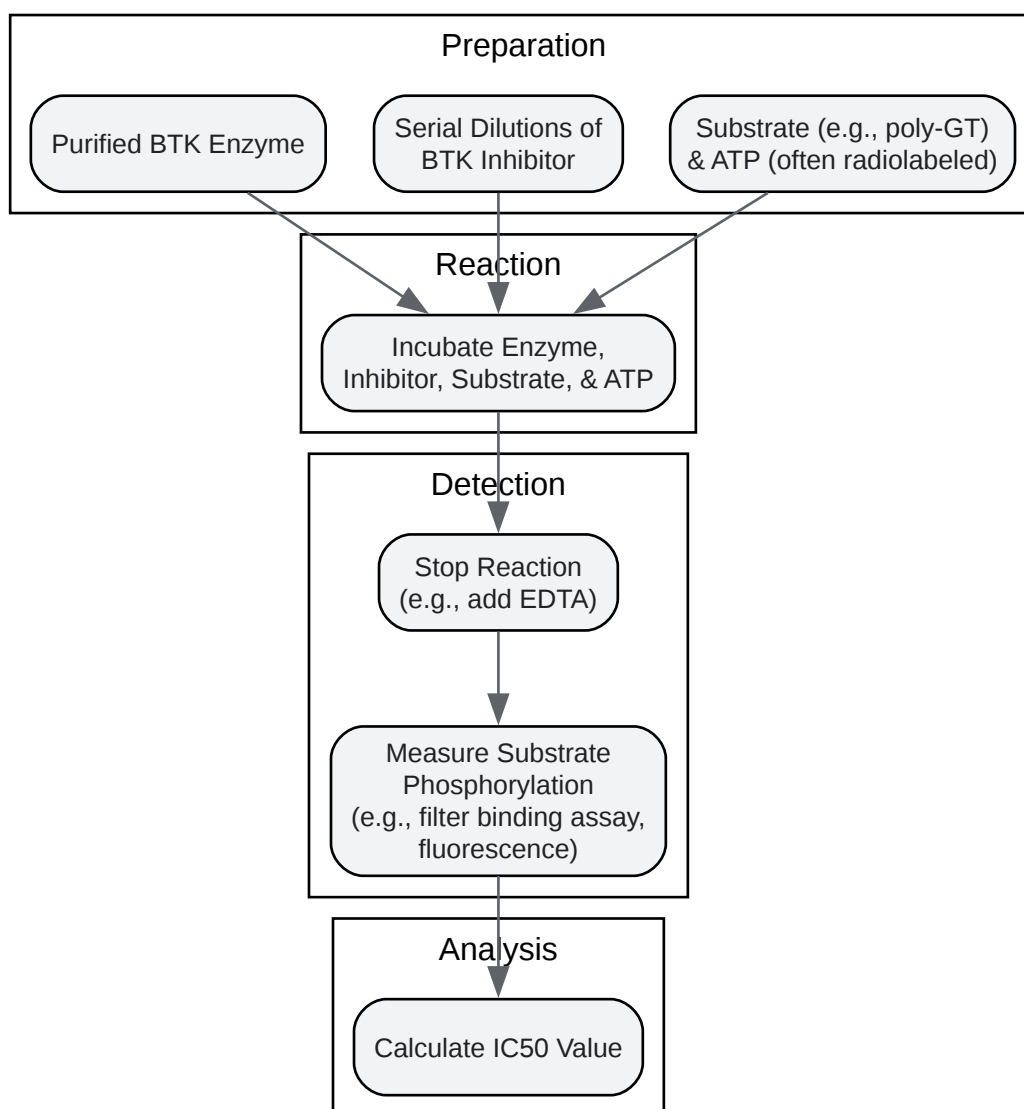 Preparation
Purified BTK Enzyme
Serial Dilutions of
BTK Inhibitor
Substrate (e.g., poly-GT)
& ATP (often radiolabeled)
Reaction
Incubate Enzyme,
Inhibitor, Substrate, & ATP
Detection
Stop Reaction
(e.g., add EDTA)
Measure Substrate
Phosphorylation
(e.g., filter binding assay,
fluorescence)
Analysis
Calculate IC50 Value